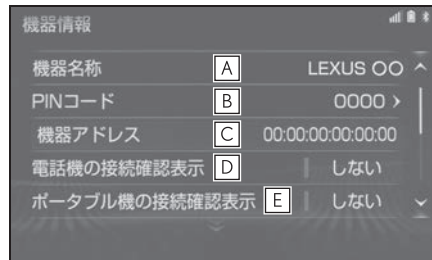 機器情報
機器名称 A LEXUS OO
PINコード B 0000 >
機器アドレス C 00:00:00:00:00:00
電話機の接続確認表示 D しない
ポータブル機の接続確認表示 E しない